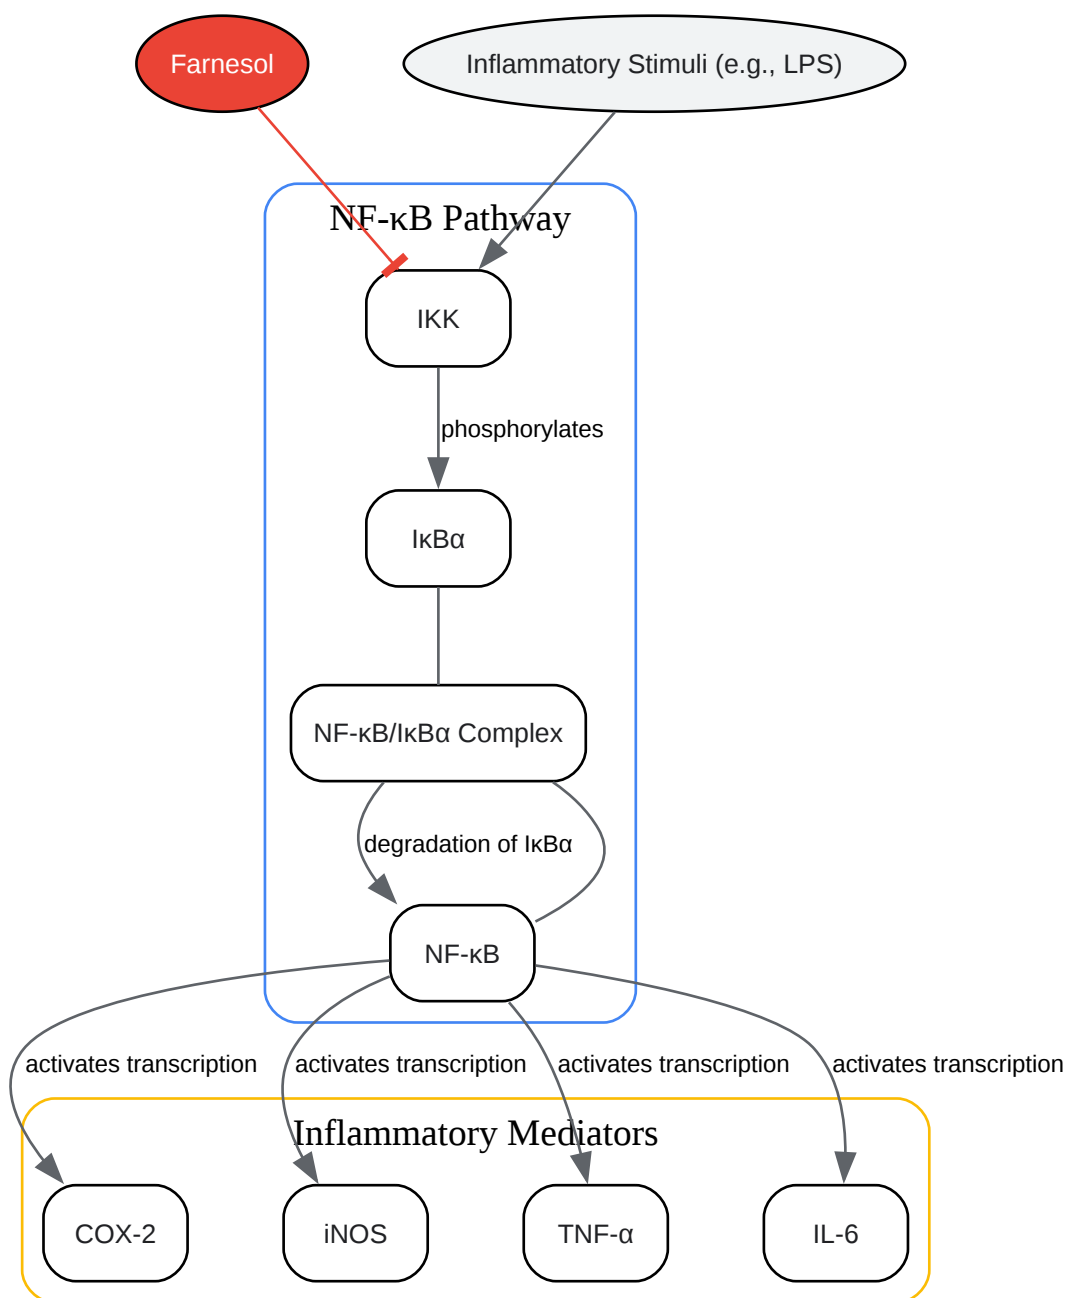 Farnesol
Inflammatory Stimuli (e.g., LPS)
NF-κB Pathway
IKK
phosphorylates
IκBα
NF-κB/IκBα Complex
degradation of IκBα
NF-κB
activates transcription
activates transcription
activates transcription
activates transcription
Inflammatory Mediators
COX-2
iNOS
TNF-α
IL-6